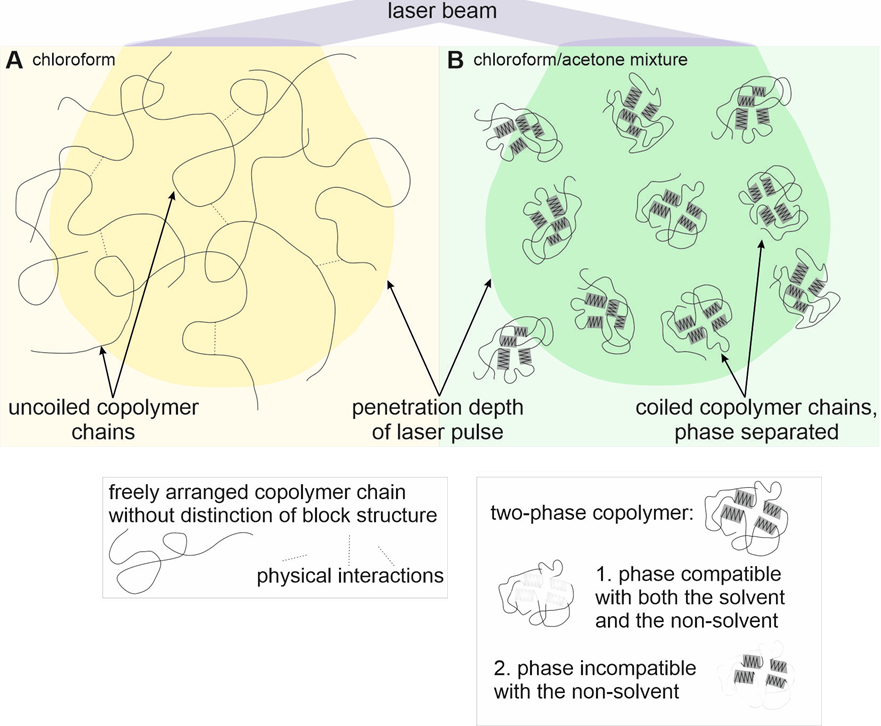 laser beam
A chloroform
B chloroform/acetone mixture
uncoiled copolymer
chains
penetration depth
of laser pulse
coiled copolymer chains,
phase separated
freely arranged copolymer chain
without distinction of block structure
physical interactions
two-phase copolymer:
1. phase compatible
with both the solvent
and the non-solvent
2. phase incompatible
with the non-solvent